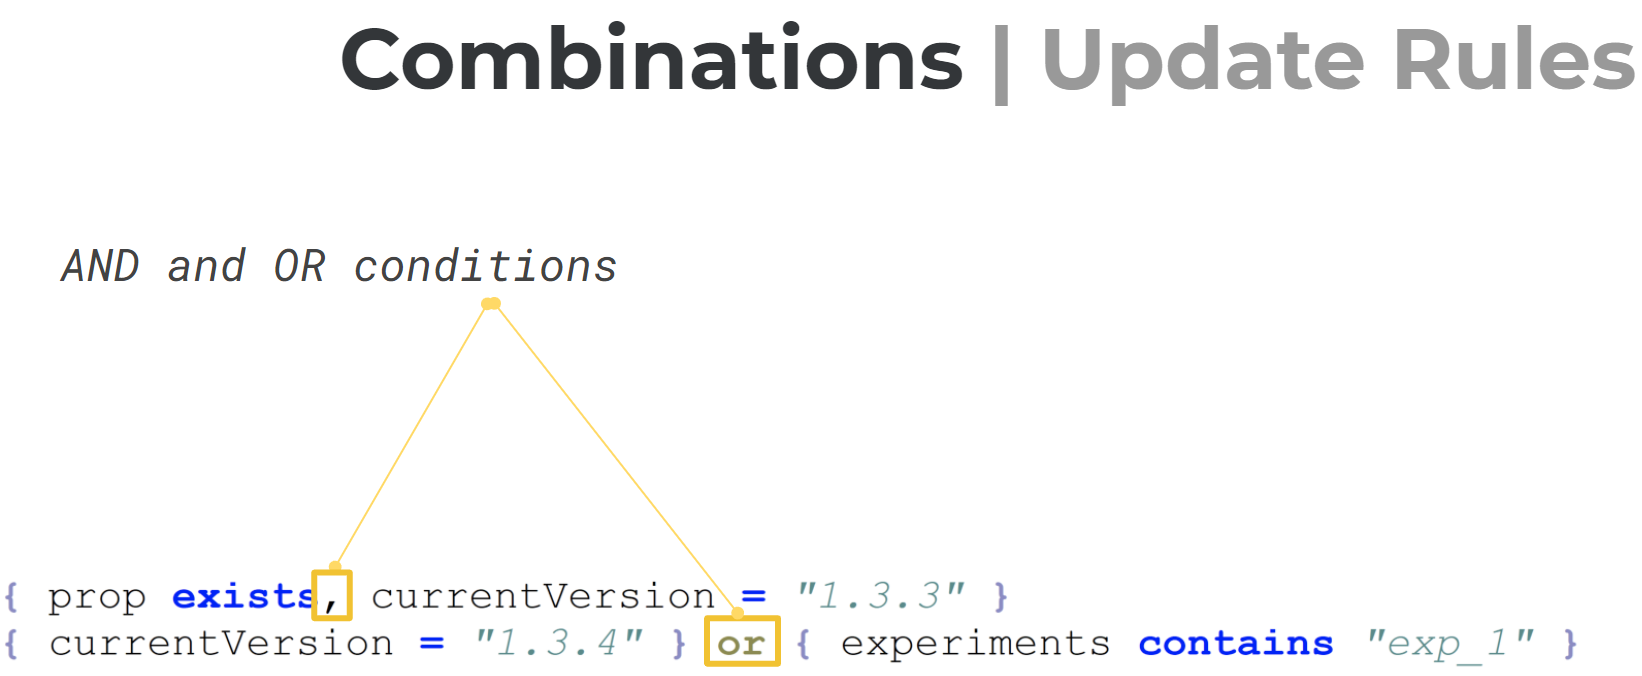 Combinations | Update Rules
AND and OR conditions
{ prop exists, currentVersion = "1.3.3" }
{ currentVersion = "1.3.4" } or { experiments contains "exp_1" }